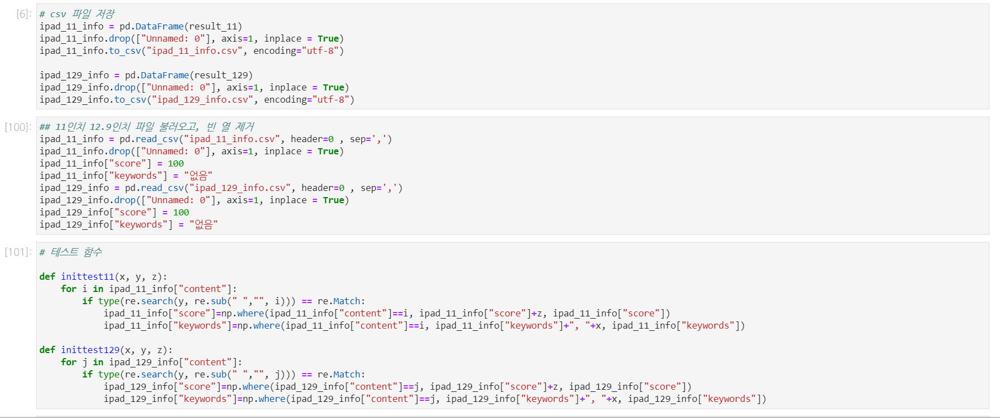 [6]:
# csv 파일 저장
ipad_11_info = pd.DataFrame(result_11)
ipad_11_info.drop(["Unnamed: 0"], axis=1, inplace = True)
ipad_11_info.to_csv("ipad_11_info.csv", encoding="utf-8")
ipad_129_info = pd.DataFrame(result_129)
ipad_129_info.drop(["Unnamed: 0"], axis=1, inplace = True)
ipad_129_info.to_csv("ipad_129_info.csv", encoding="utf-8")
[100]:
## 11인치 12.9인치 파일 불러오고, 빈 열 제거
ipad_11_info = pd.read_csv("ipad_11_info.csv", header=0 , sep=',')
ipad_11_info.drop(["Unnamed: 0"], axis=1, inplace = True)
ipad_11_info["score"] = 100
ipad_11_info["keywords"] = "없음"
ipad_129_info = pd.read_csv("ipad_129_info.csv", header=0 , sep=',')
ipad_129_info.drop(["Unnamed: 0"], axis=1, inplace = True)
ipad_129_info["score"] = 100
ipad_129_info["keywords"] = "없음"
[101]:
# 테스트 함수
def inittest11(x, y, z):
    for i in ipad_11_info["content"]:
        if type(re.search(y, re.sub(" ","", i))) == re.Match:
            ipad_11_info["score"]=np.where(ipad_11_info["content"]==i, ipad_11_info["score"]+z, ipad_11_info["score"])
            ipad_11_info["keywords"]=np.where(ipad_11_info["content"]==i, ipad_11_info["keywords"]+", "+x, ipad_11_info["keywords"])
def inittest129(x, y, z):
    for j in ipad_129_info["content"]:
        if type(re.search(y, re.sub(" ","", j))) == re.Match:
            ipad_129_info["score"]=np.where(ipad_129_info["content"]==j, ipad_129_info["score"]+z, ipad_129_info["score"])
            ipad_129_info["keywords"]=np.where(ipad_129_info["content"]==j, ipad_129_info["keywords"]+", "+x, ipad_129_info["keywords"])